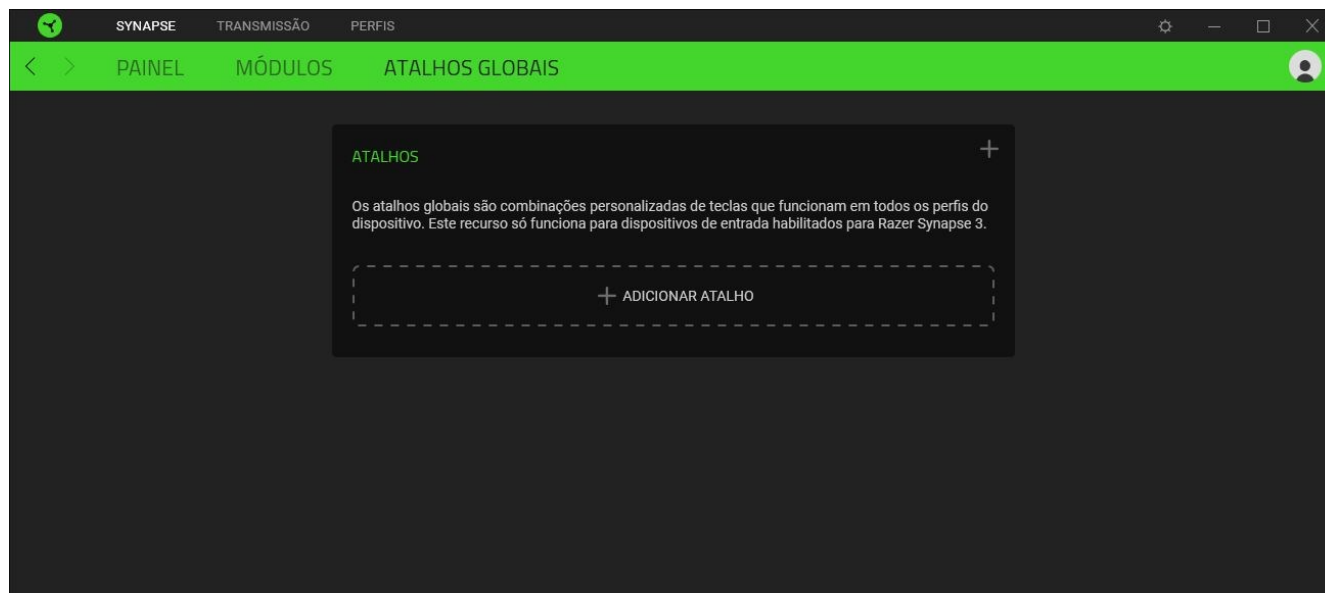 SYNAPSE TRANSMISSÃO PERFIS
PAINEL MÓDULOS ATALHOS GLOBAIS
ATALHOS
Os atalhos globais são combinações personalizadas de teclas que funcionam em todos os perfis do
dispositivo. Este recurso só funciona para dispositivos de entrada habilitados para Razer Synapse 3.
ADICIONAR ATALHO